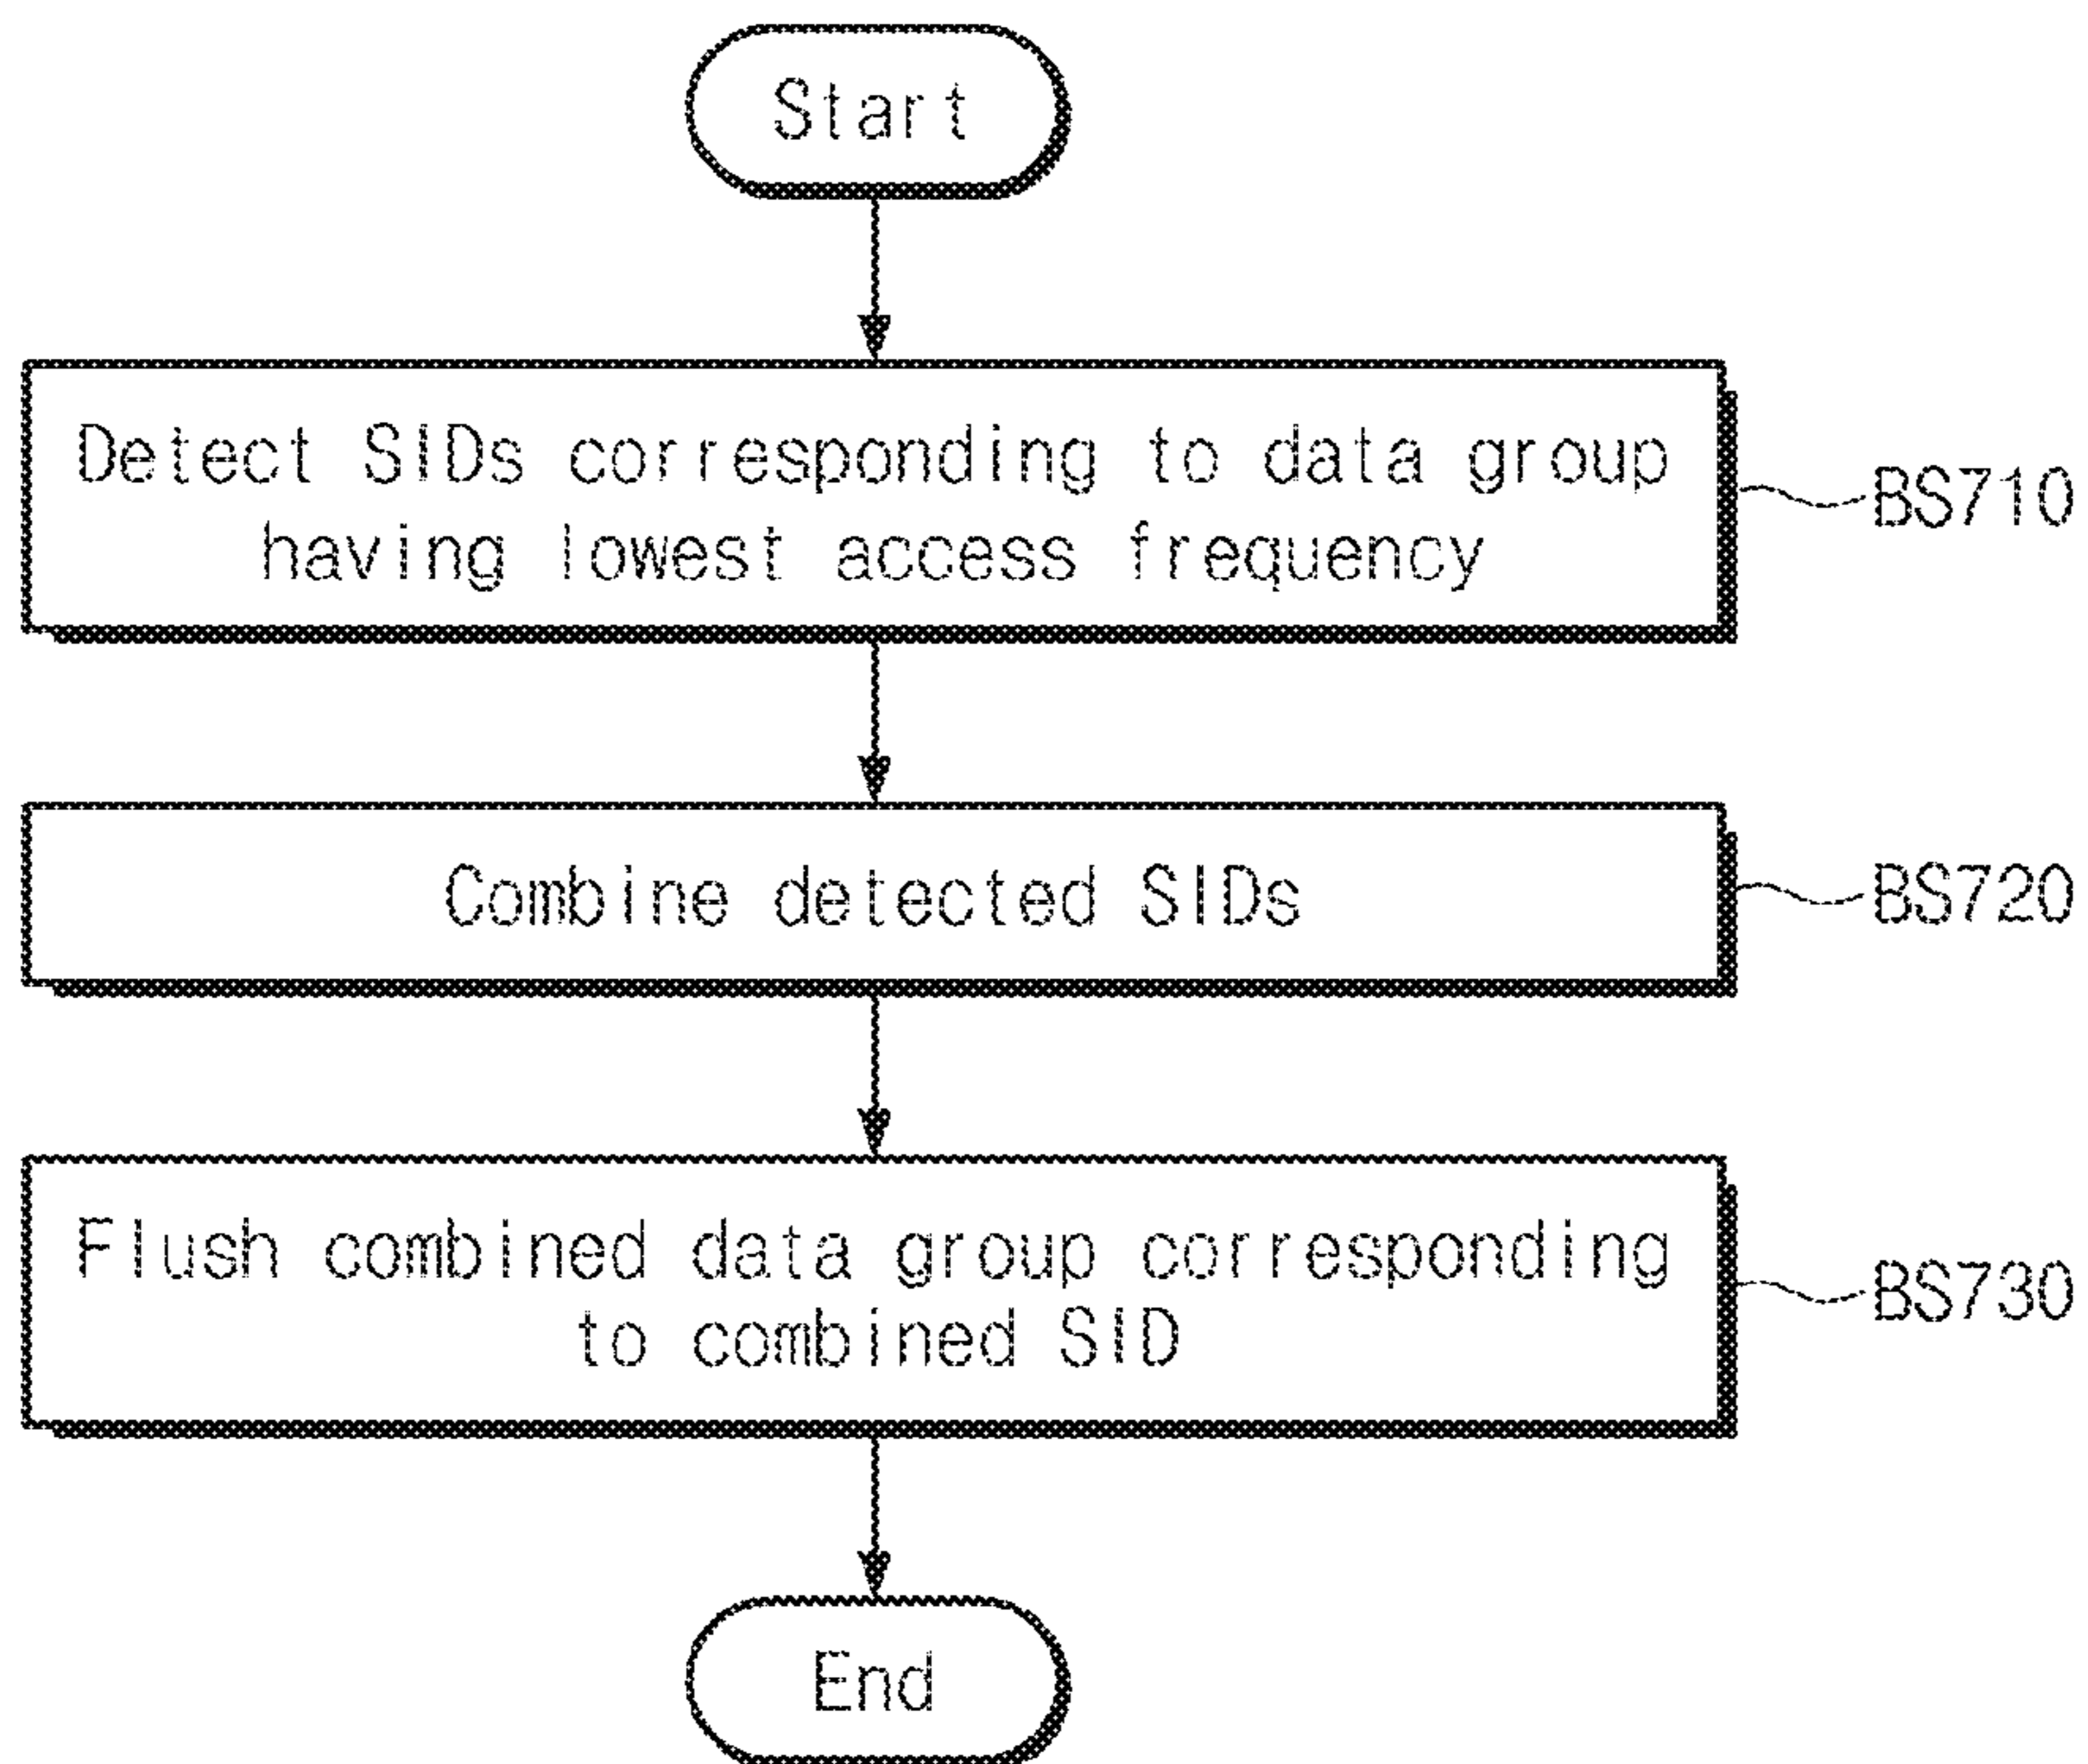 Start
Detect SIDs corresponding to data group
having lowest access frequency
BS710
Combine detected SIDs
BS720
Flush combined data group corresponding
to combined SID
BS730
End